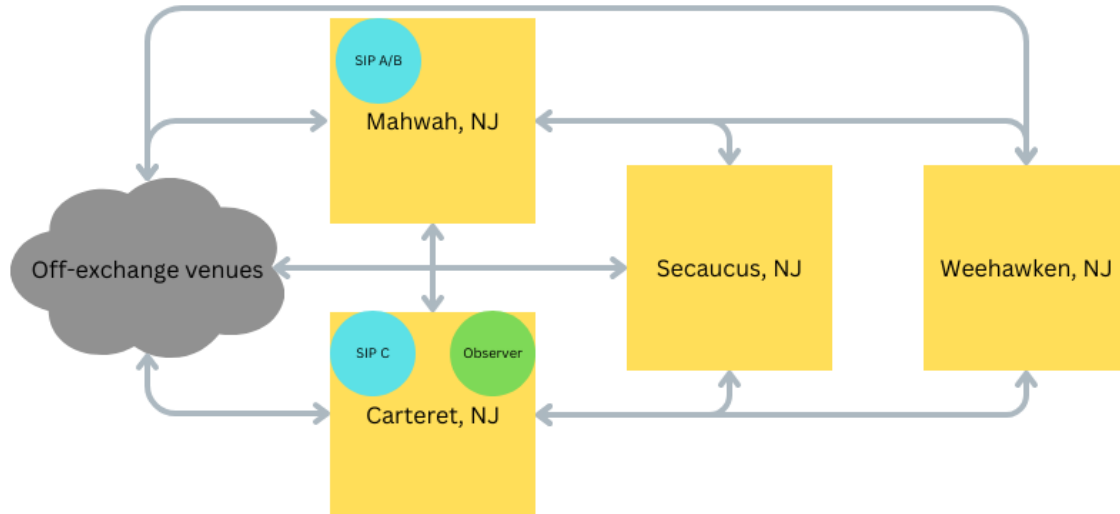 SIP A/B
Mahwah, NJ
Off-exchange venues
Secaucus, NJ
Weehawken, NJ
SIP C
Observer
Carteret, NJ